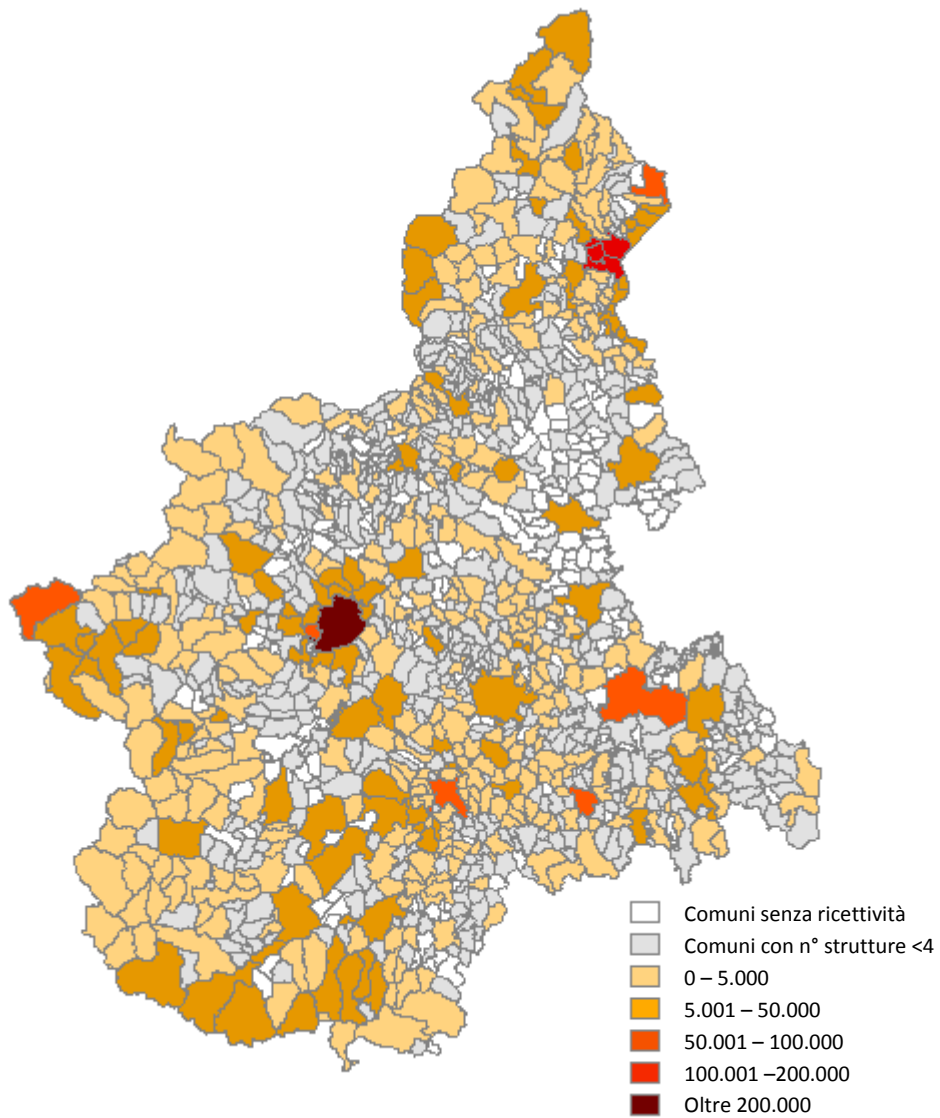 Comuni senza ricettività
Comuni con n° strutture <4
0 – 5.000
5.001 – 50.000
50.001 – 100.000
100.001 –200.000
Oltre 200.000